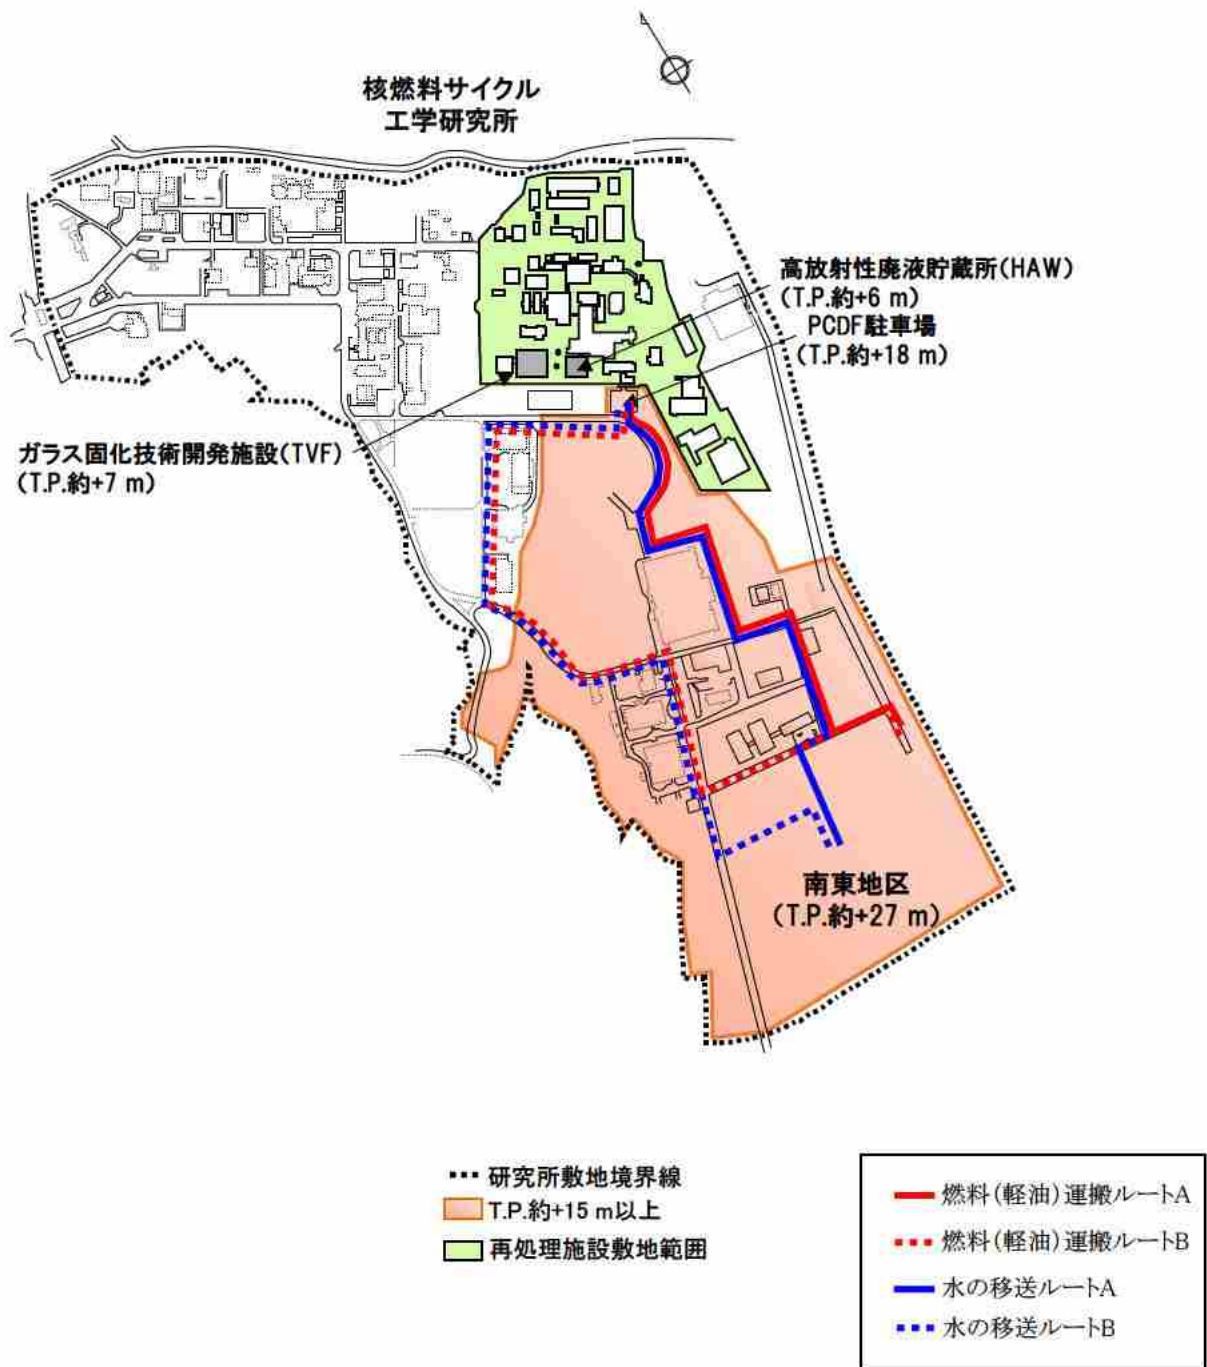 核燃料サイクル
工学研究所
高放射性廃液貯蔵所(HAW)
(T.P.約+6 m)
PCDF駐車場
(T.P.約+18 m)
ガラス固化技術開発施設(TVF)
(T.P.約+7 m)
南東地区
(T.P.約+27 m)
研究所敷地境界線
T.P.約+15 m以上
再処理施設敷地範囲
燃料(軽油)運搬ルートA
燃料(軽油)運搬ルートB
水の移送ルートA
水の移送ルートB